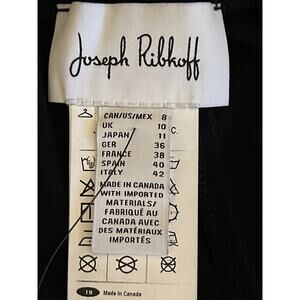 Joseph Ribkoff
CAN/US/MEX 8
UK 10
JAPAN 11
GER 36
FRANCE 38
SPAIN 40
ITALY 42
MADE IN CANADA
WITH IMPORTED
MATERIALS/
FABRIQUÉ AU
CANADA AVEC
DES MATÉRIAUX
IMPORTÉS
C.
IN Made In Canada